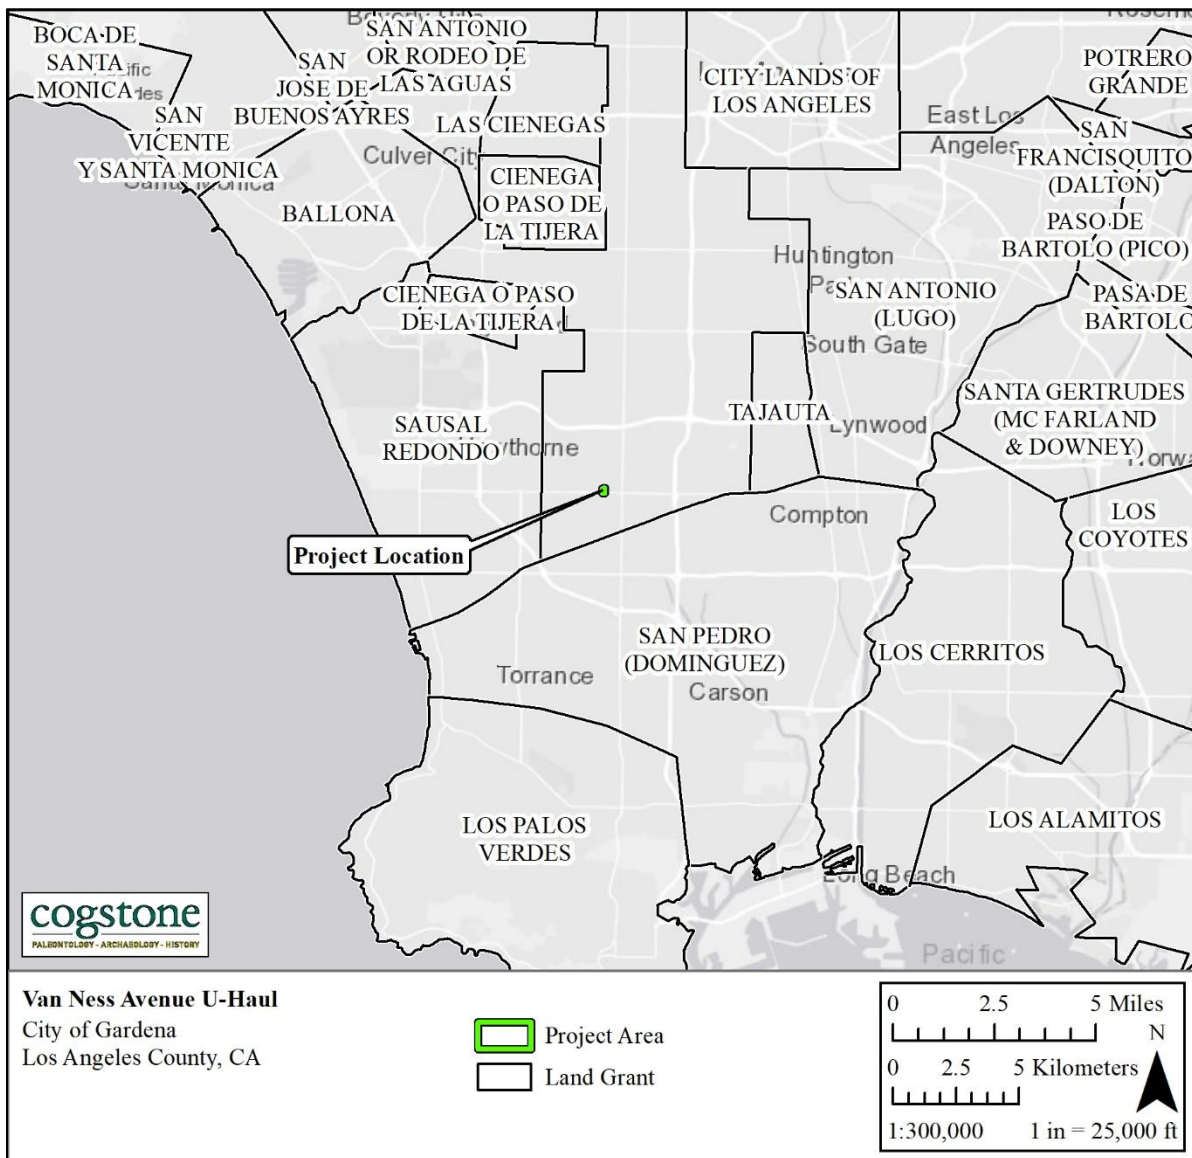 BOCA DE
SANTA
MONICA
SAN
VICENTE
Y SANTA MONICA
SAN
JOSE DE
BUENOS AYRES
SAN ANTONIO
OR RODEO DE
LAS AGUAS
LAS CIENEGAS
Culver City
CIENEGA
O PASO DE
LA TIJERA
BALLONA
CITY LANDS OF
LOS ANGELES
East Los
Angeles
POTRERO
GRANDE
SAN
FRANCISQUITO
(DALTON)
PASO DE
BARTOLO (PICO)
PASA DE
BARTOLO
Huntington
SAN ANTONIO
(LUGO)
South Gate
CIENEGA O PASO
DE LA TIJERA
SAUSAL
REDONDO
TAJAUTA
Lynwood
SANTA GERTRUDES
(MC FARLAND
& DOWNEY)
Project Location
Compton
LOS
COYOTES
SAN PEDRO
(DOMINGUEZ)
LOS CERRITOS
Torrance
Carson
LOS PALOS
VERDES
LOS ALAMITOS
Long Beach
Pacific
cogstone
PALEONTOLOGY - ARCHAEOLOGY - HISTORY
Van Ness Avenue U-Haul
City of Gardena
Los Angeles County, CA
Project Area
Land Grant
0 2.5 5 Miles
N
0 2.5 5 Kilometers
1:300,000 1 in = 25,000 ft